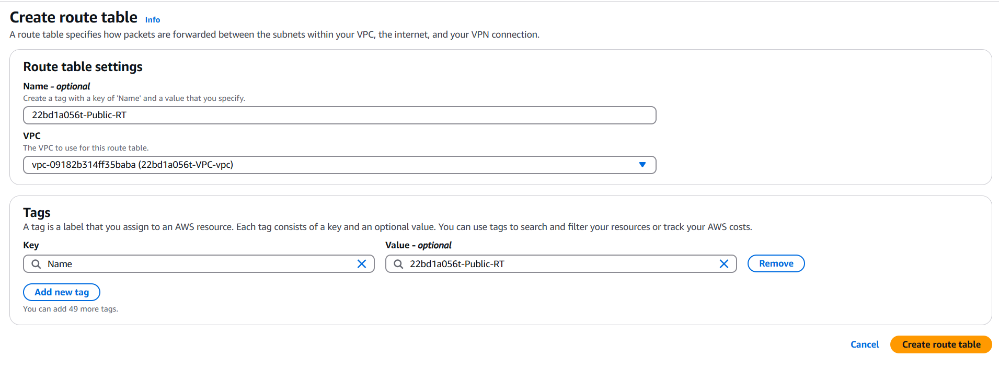 Create route table Info
A route table specifies how packets are forwarded between the subnets within your VPC, the internet, and your VPN connection.
Route table settings
Name - optional
Create a tag with a key of 'Name' and a value that you specify.
22bd1a056t-Public-RT
VPC
The VPC to use for this route table.
vpc-09182b314ff35baba (22bd1a056t-VPC-vpc)
Tags
A tag is a label that you assign to an AWS resource. Each tag consists of a key and an optional value. You can use tags to search and filter your resources or track your AWS costs.
Key Value - optional
Name 22bd1a056t-Public-RT Remove
Add new tag
You can add 49 more tags.
Cancel Create route table